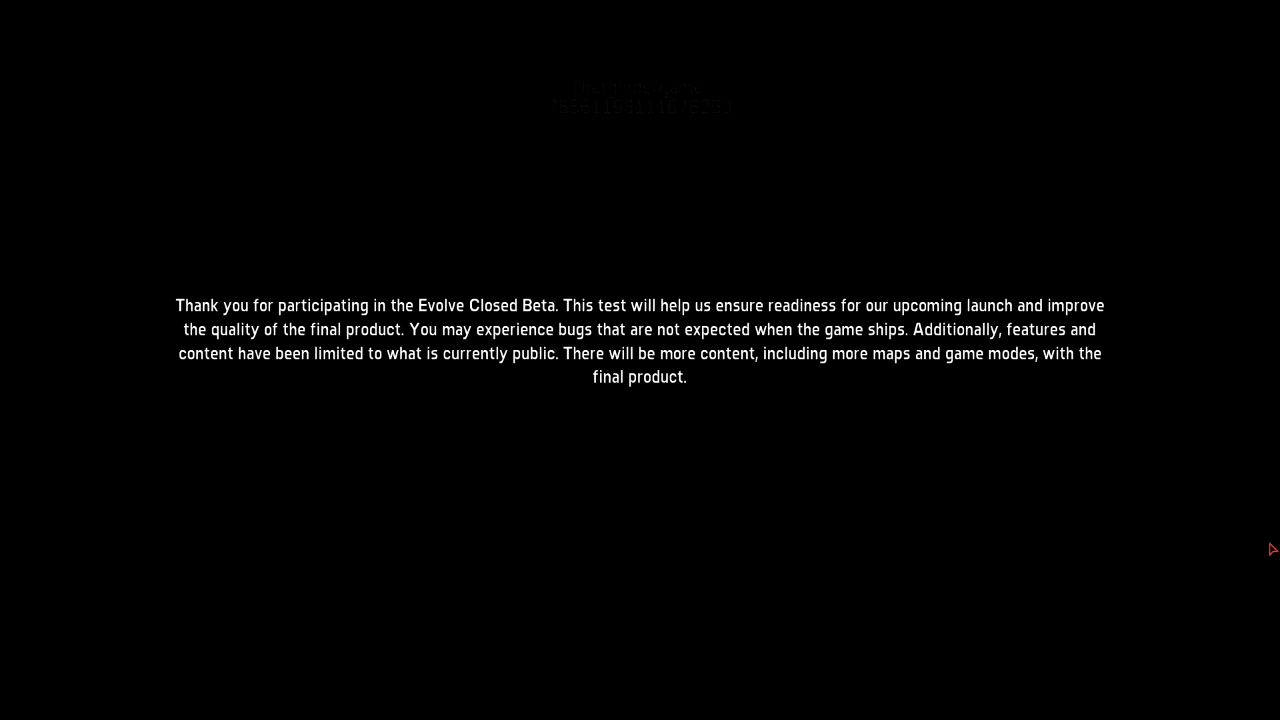 Thank you for participating in the Evolve Closed Beta. This test will help us ensure readiness for our upcoming launch and improve
the quality of the final product. You may experience bugs that are not expected when the game ships. Additionally, features and
content have been limited to what is currently public. There will be more content, including more maps and game modes, with the
final product.